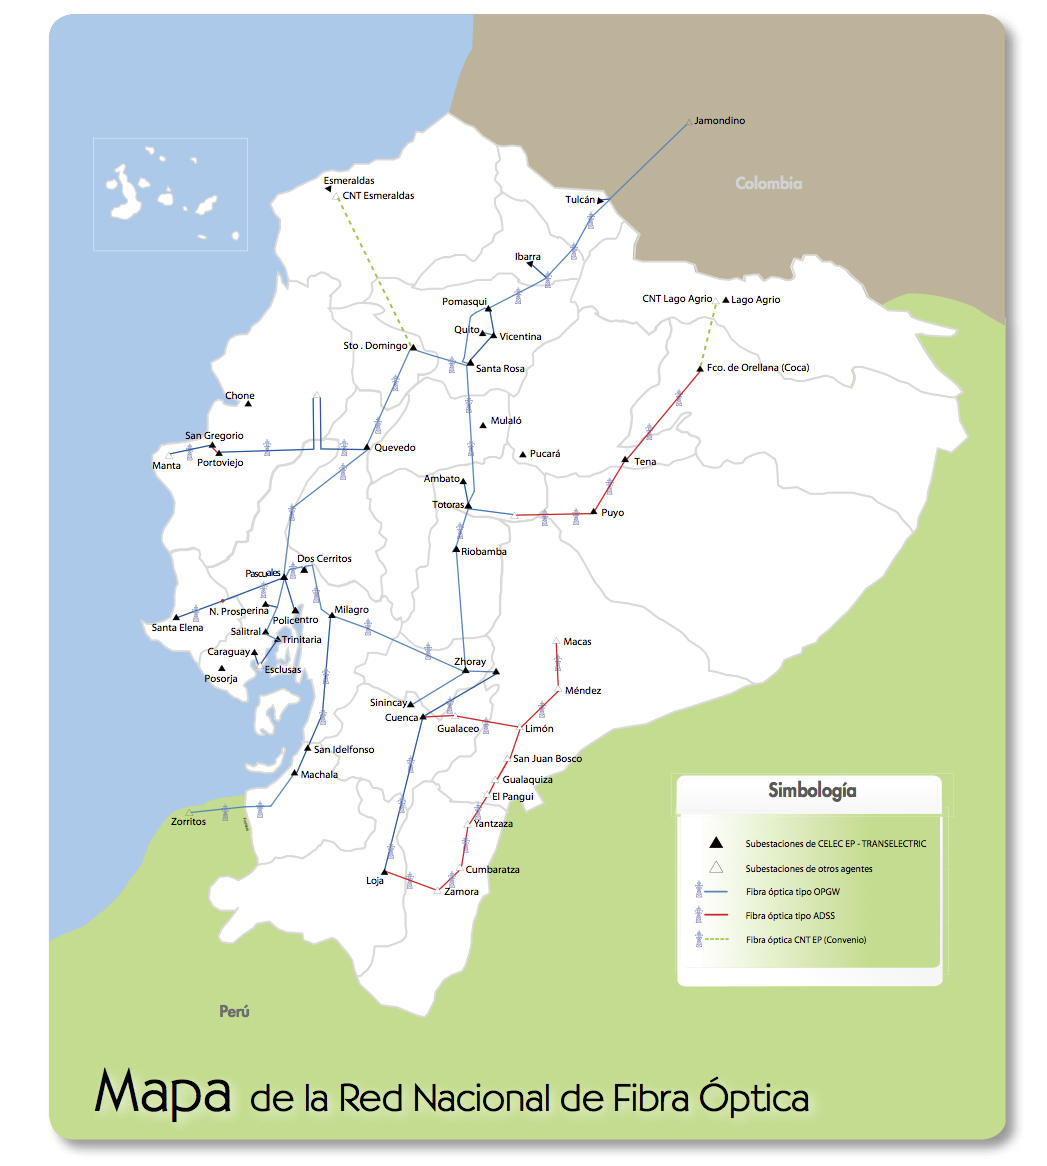 Jamondino
Colombia
Esmeraldas
CNT Esmeraldas
Tulcán
Ibarra
Pomasqui
CNT Lago Agrio
Lago Agrio
Quito
Vicentina
Sto . Domingo
Santa Rosa
Fco. de Orellana (Coca)
Chone
Mulaló
San Gregorio
Quevedo
Pucará
Manta
Portoviejo
Tena
Ambato
Totoras
Puyo
Riobamba
Dos Cerritos
Pascuales
N. Prosperina
Milagro
Policentro
Santa Elena
Salitral
Trinitaria
Macas
Caraguay
Esclusas
Zhoray
Posorja
Méndez
Sinincay
Cuenca
Gualaceo
Limón
San Idelfonso
San Juan Bosco
Machala
Gualaquiza
El Pangui
Zorritos
Yantzaza
Cumbaratza
Loja
Zamora
Simbología
Subestaciones de CELEC EP - TRANSELECTRIC
Subestaciones de otros agentes
Fibra óptica tipo OPGW
Fibra óptica tipo ADSS
Fibra óptica CNT EP (Convenio)
Perú
Mapa de la Red Nacional de Fibra Óptica